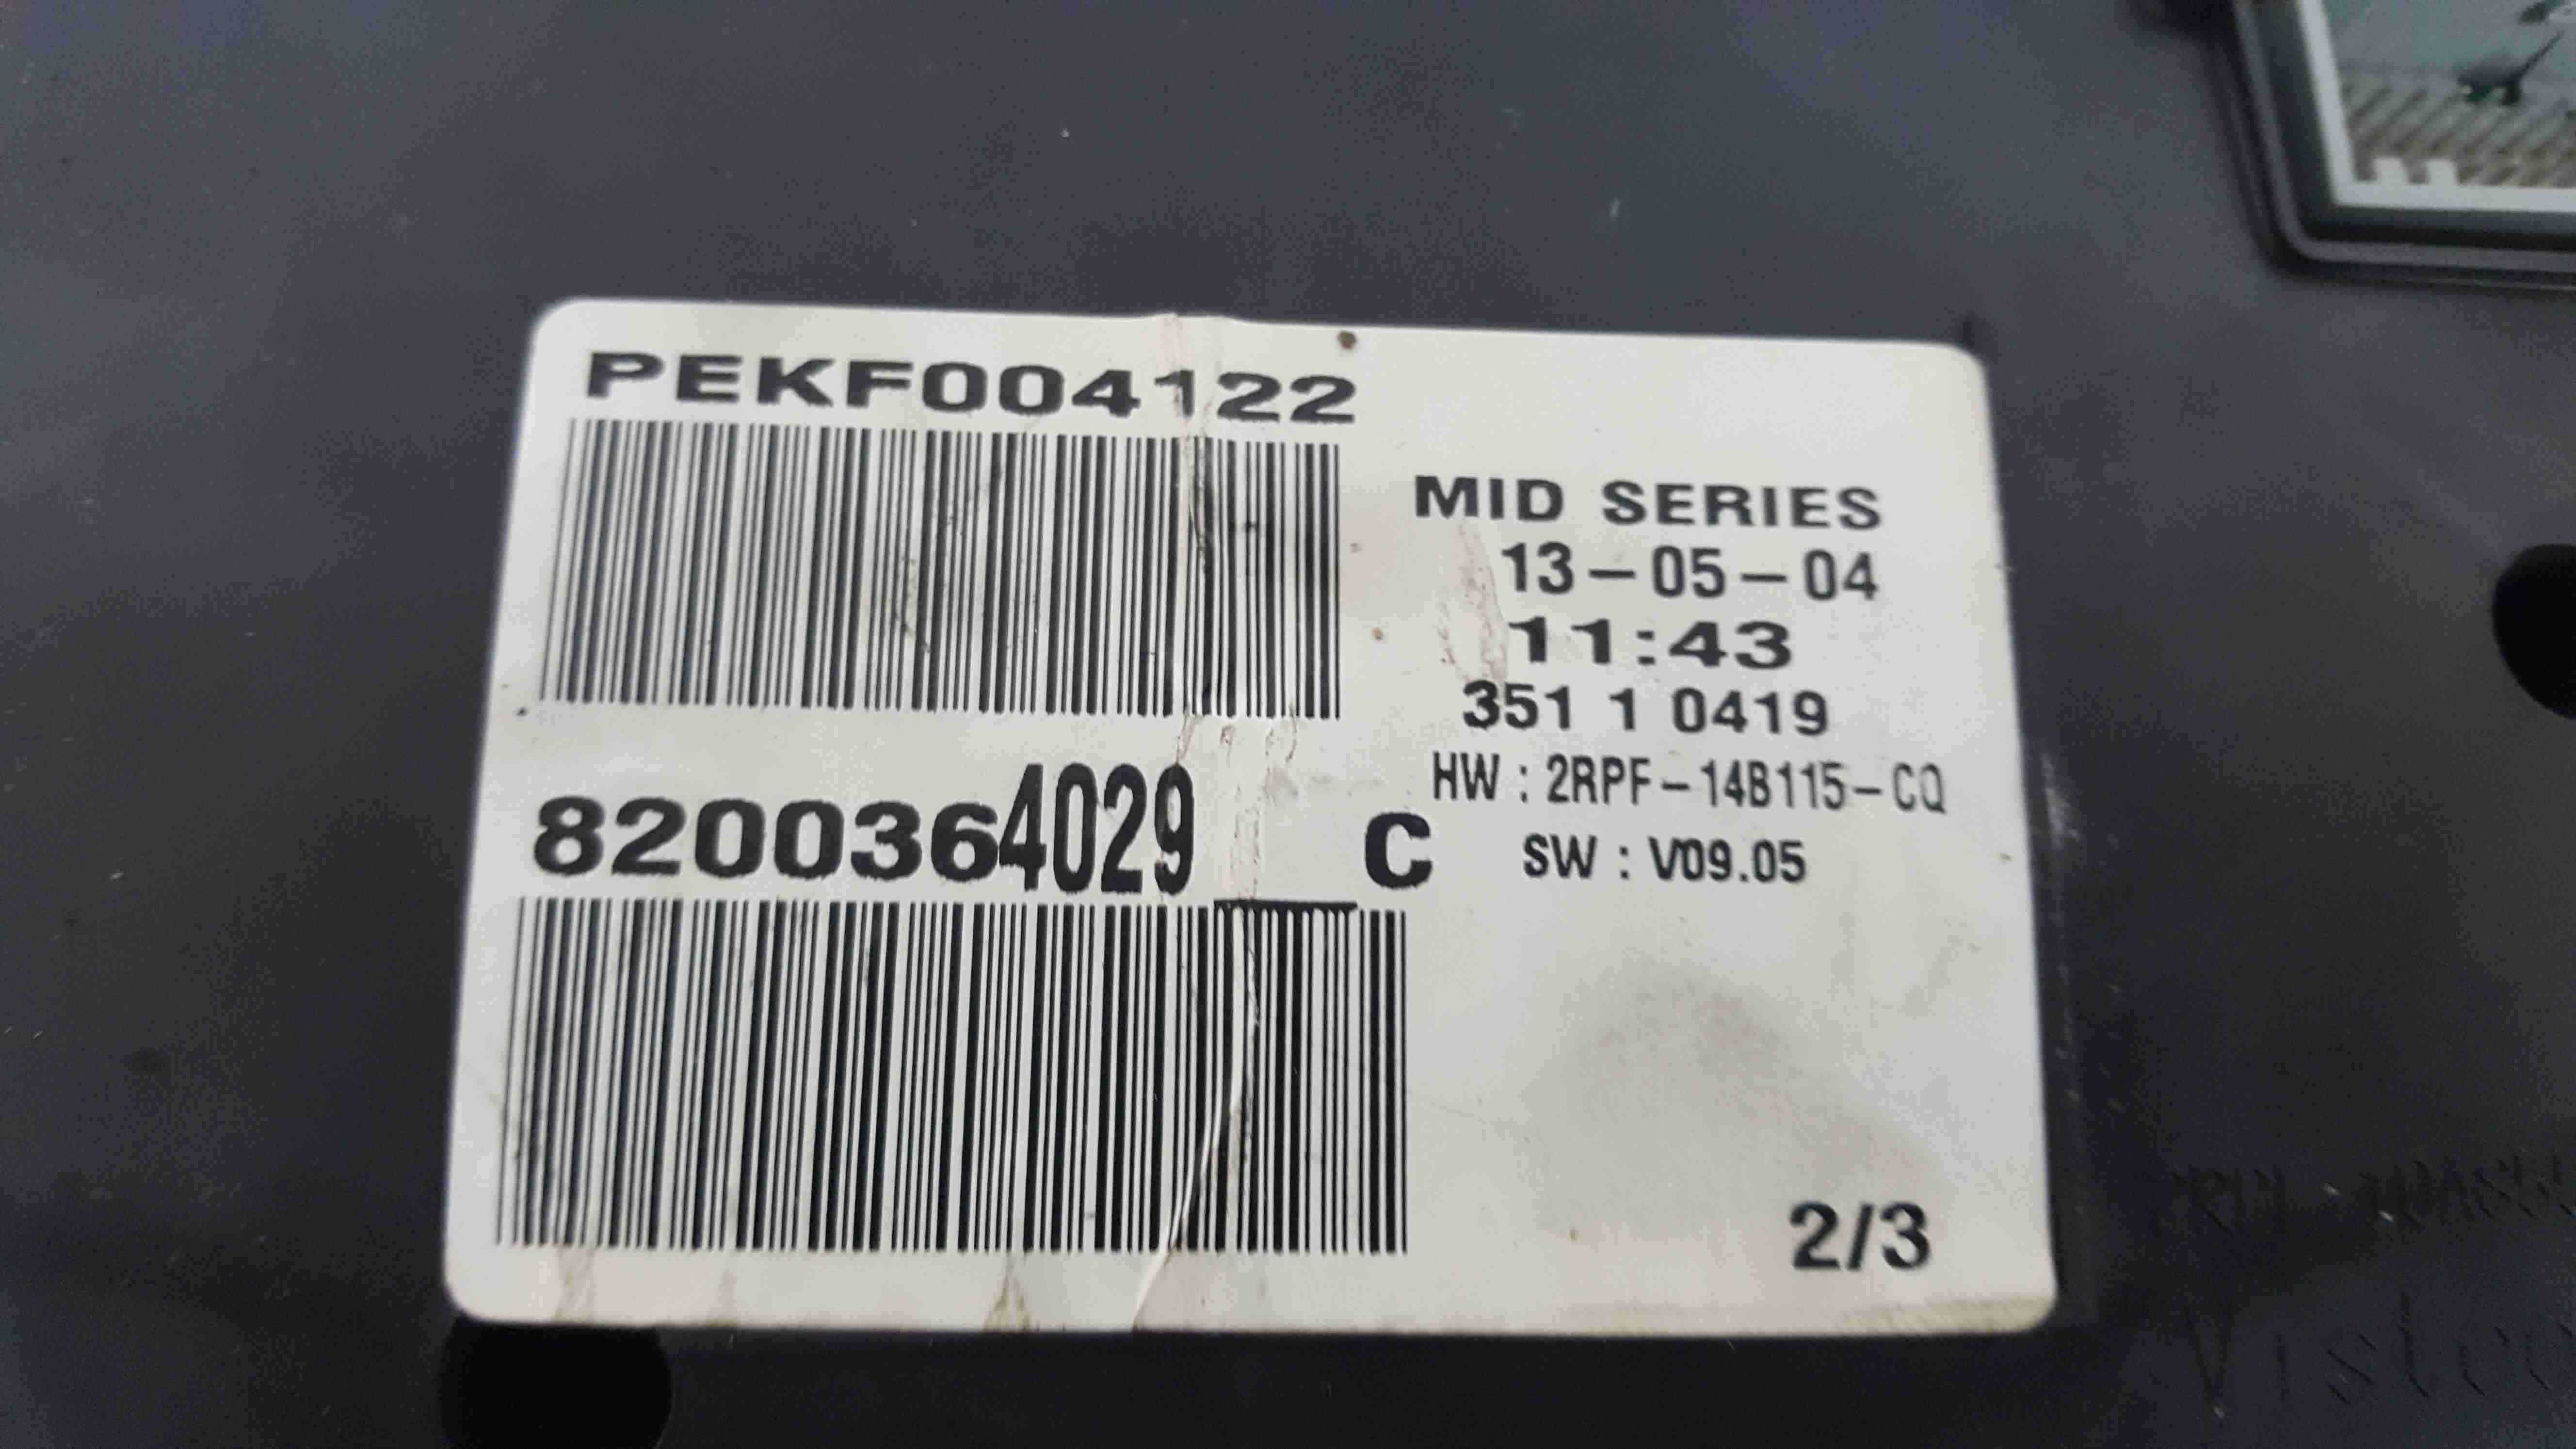 PEKF004122
MID SERIES
13-05-04
11:43
351 1 0419
HW : 2RPF-14B115-CQ
SW : V09.05
8200364029__C
2/3